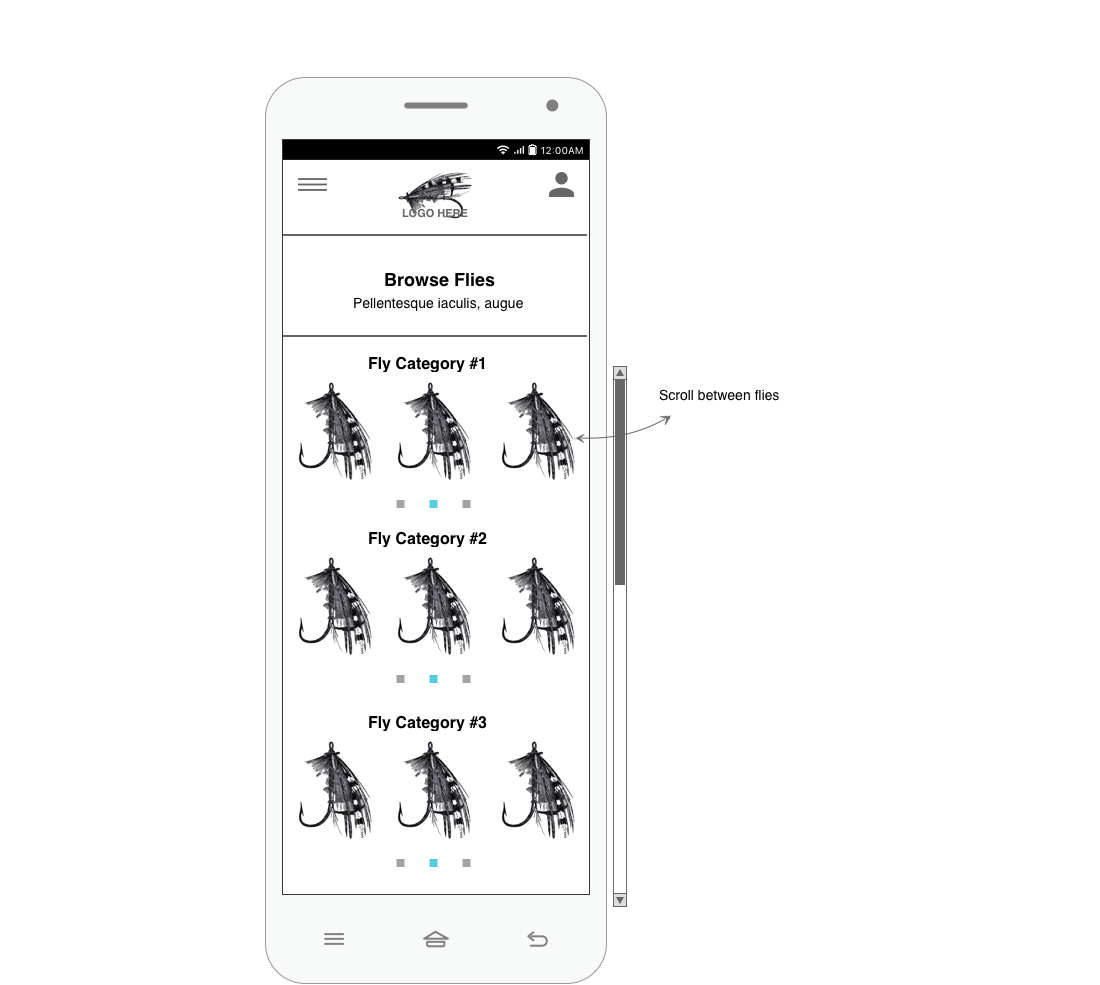 12:00AM
LOGO HERE
Browse Flies
Pellentesque iaculis, augue
Fly Category #1
Scroll between flies
Fly Category #2
Fly Category #3